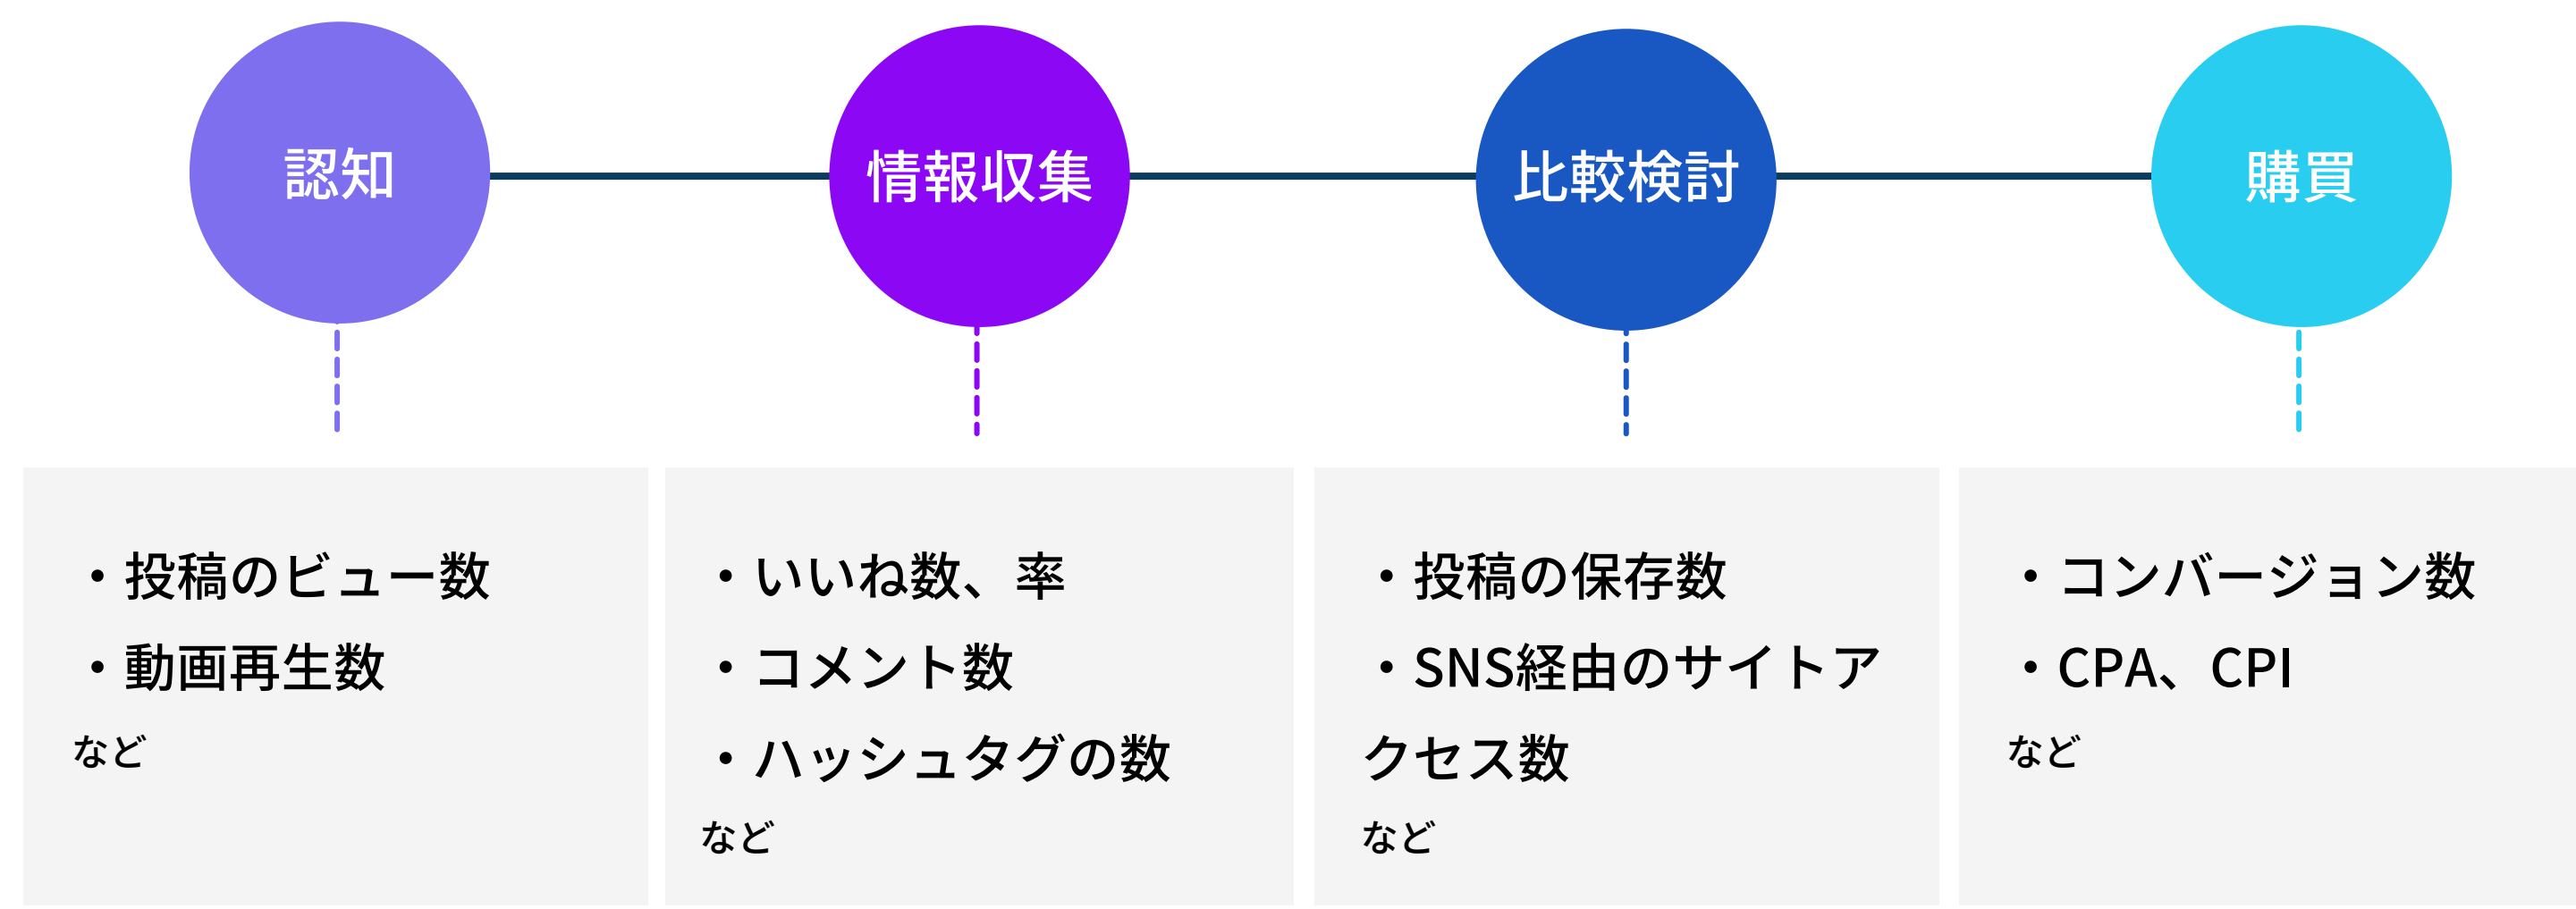 認知
情報収集
比較検討
購買
・投稿のビュー数
・動画再生数
など
・いいね数、率
・コメント数
・ハッシュタグの数
など
・投稿の保存数
・SNS経由のサイトア
クセス数
など
・コンバージョン数
・CPA、CPI
など